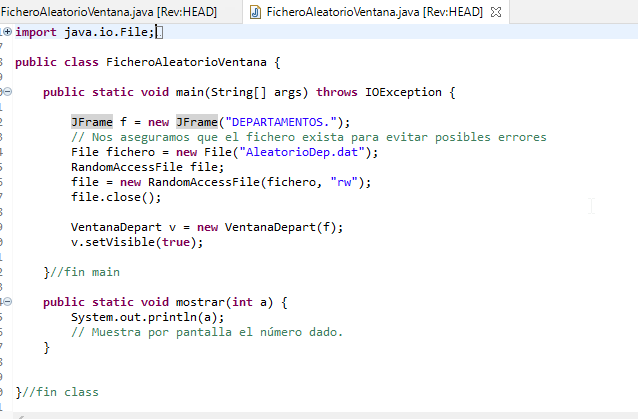 FicheroAleatorioVentana.java [Rev:HEAD]
FicheroAleatorioVentana.java [Rev:HEAD]
import java.io.File;
public class FicheroAleatorioVentana {
public static void main(String[] args) throws IOException {
JFrame f = new JFrame("DEPARTAMENTOS.");
// Nos aseguramos que el fichero exista para evitar posibles errores
File fichero = new File("AleatorioDep.dat");
RandomAccessFile file;
file = new RandomAccessFile(fichero, "rw");
file.close();
VentanaDepart v = new VentanaDepart(f);
v.setVisible(true);
}//fin main
public static void mostrar(int a) {
System.out.println(a);
// Muestra por pantalla el número dado.
}
}//fin class